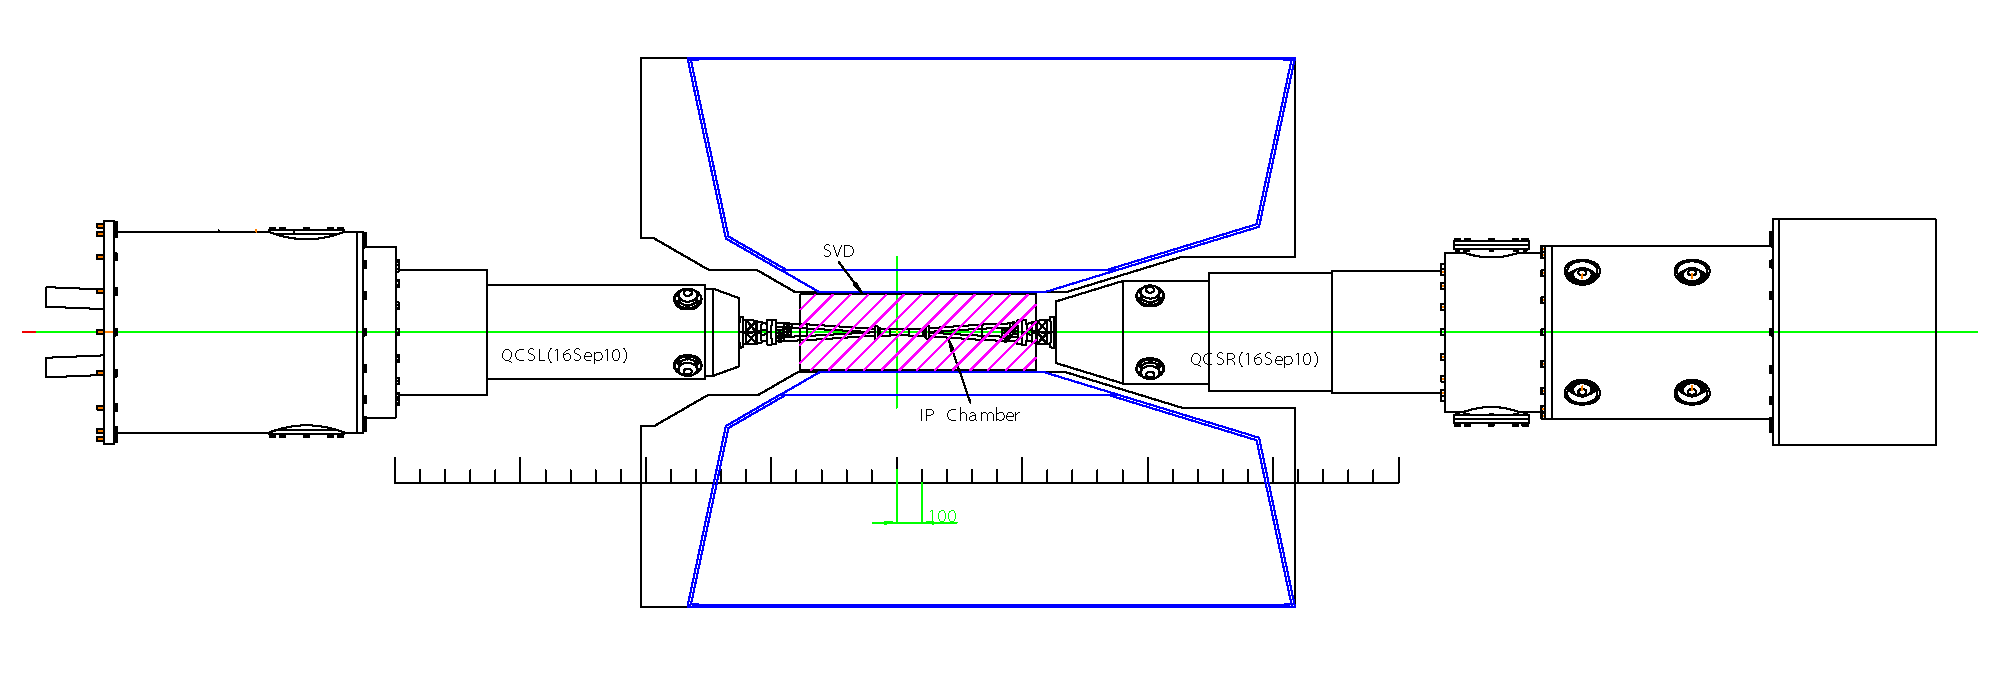 SVD
QCSL(16Sep10)
QCSR(16Sep10)
IP Chamber
100